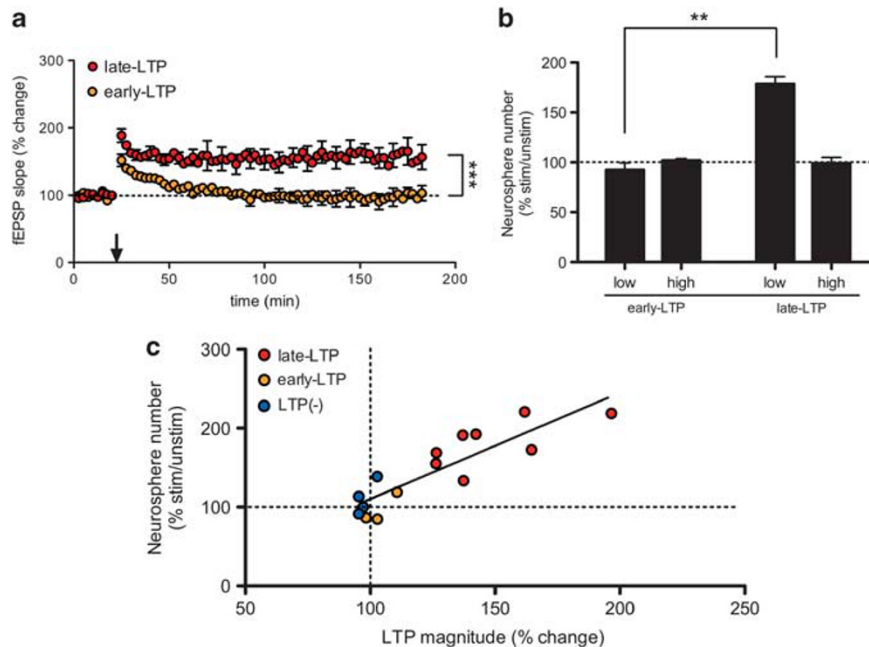 a
fEPSP slope (% change)
300
200
100
0
late-LTP
early-LTP
***
0
50
100
150
200
time (min)
b
**
Neurosphere number
(% stim/unstim)
200
150
100
50
0
low
high
low
high
early-LTP
late-LTP
c
Neurosphere number
(% stim/unstim)
300
200
100
0
late-LTP
early-LTP
LTP(-)
50
100
150
200
250
LTP magnitude (% change)